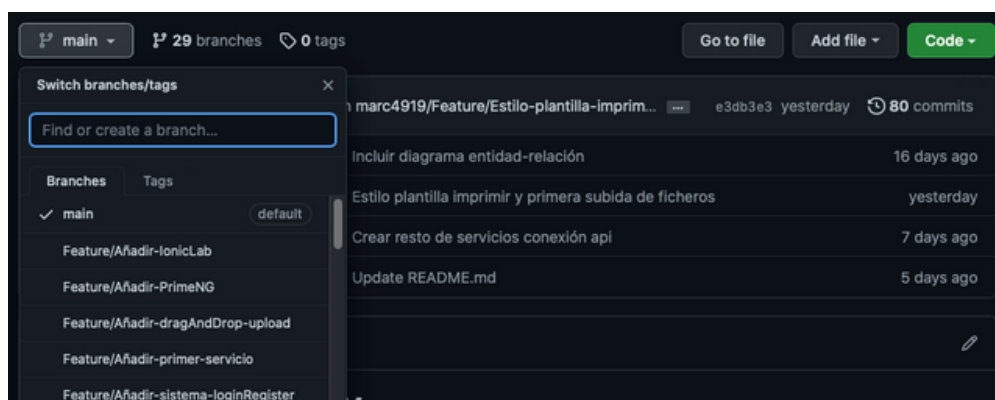 main 29 branches 0 tags Go to file Add file Code
Switch branches/tags
Find or create a branch...
Branches Tags
main default
Feature/Añadir-IonicLab
Feature/Añadir-PrimeNG
Feature/Añadir-dragAndDrop-upload
Feature/Añadir-primer-servicio
Feature/Añadir-sistema-loginRegister
marc4919/Feature/Estilo-plantilla-imprim... ... e3db3e3 yesterday 80 commits
Incluir diagrama entidad-relación 16 days ago
Estilo plantilla imprimir y primera subida de ficheros yesterday
Crear resto de servicios conexión api 7 days ago
Update README.md 5 days ago